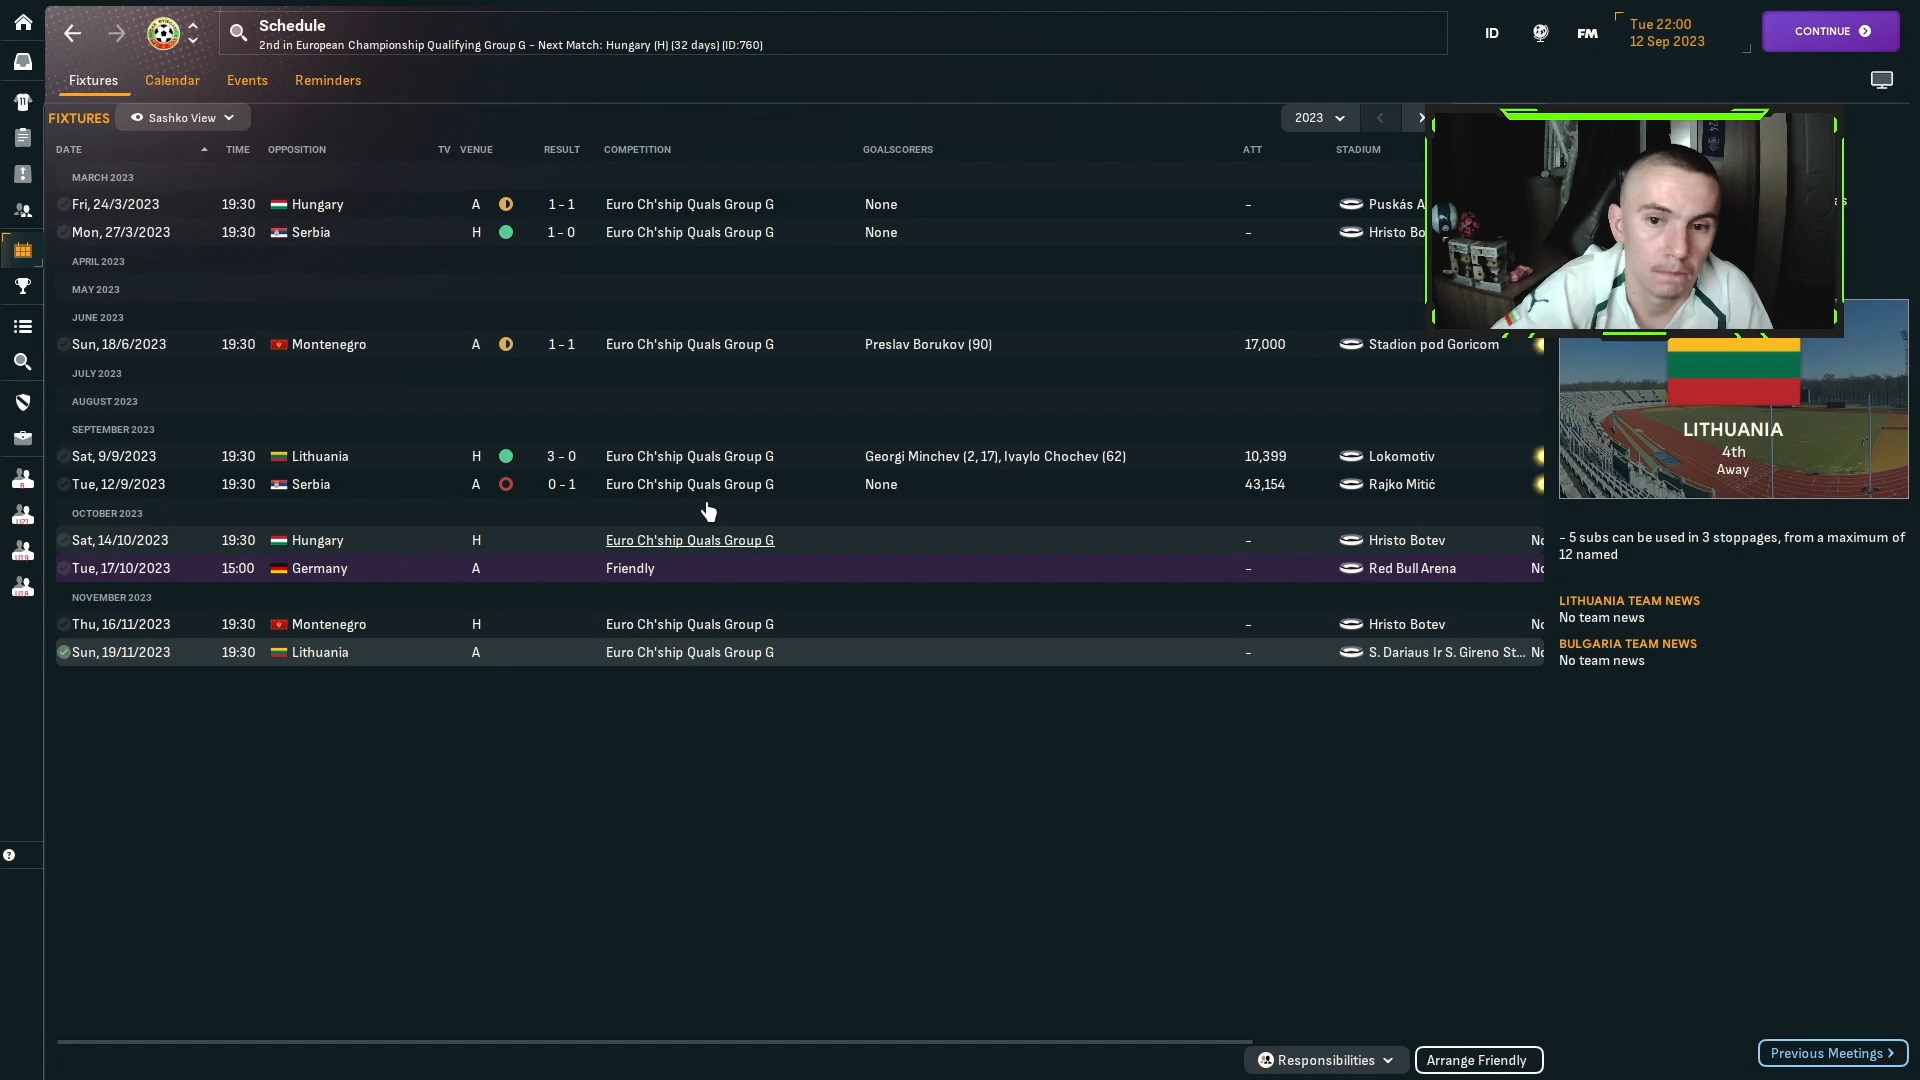 Schedule
2nd in European Championship Qualifying Group G - Next Match: Hungary (H) (32 days) (ID:760)
ID
FM
Tue 22:00
12 Sep 2023
CONTINUE
Fixtures
Calendar
Events
Reminders
FIXTURES
Sashko View
2023
DATE TIME OPPOSITION TV VENUE RESULT COMPETITION GOALSCORERS ATT STADIUM
MARCH 2023
Fri, 24/3/2023 19:30 Hungary A 1 - 1 Euro Ch'ship Quals Group G None - Puskás A
Mon, 27/3/2023 19:30 Serbia H 1 - 0 Euro Ch'ship Quals Group G None - Hristo Bo
APRIL 2023
MAY 2023
JUNE 2023
Sun, 18/6/2023 19:30 Montenegro A 1 - 1 Euro Ch'ship Quals Group G Preslav Borukov (90) 17,000 Stadion pod Goricom
JULY 2023
AUGUST 2023
SEPTEMBER 2023
Sat, 9/9/2023 19:30 Lithuania H 3 - 0 Euro Ch'ship Quals Group G Georgi Minchev (2, 17), Ivaylo Chochev (62) 10,399 Lokomotiv
Tue, 12/9/2023 19:30 Serbia A 0 - 1 Euro Ch'ship Quals Group G None 43,154 Rajko Mitić
OCTOBER 2023
Sat, 14/10/2023 19:30 Hungary H Euro Ch'ship Quals Group G - Hristo Botev No
Tue, 17/10/2023 15:00 Germany A Friendly - Red Bull Arena No
NOVEMBER 2023
Thu, 16/11/2023 19:30 Montenegro H Euro Ch'ship Quals Group G - Hristo Botev No
Sun, 19/11/2023 19:30 Lithuania A Euro Ch'ship Quals Group G - S. Dariaus Ir S. Gireno St... No
LITHUANIA
4th
Away
- 5 subs can be used in 3 stoppages, from a maximum of
12 named
LITHUANIA TEAM NEWS
No team news
BULGARIA TEAM NEWS
No team news
Responsibilities
Arrange Friendly
Previous Meetings